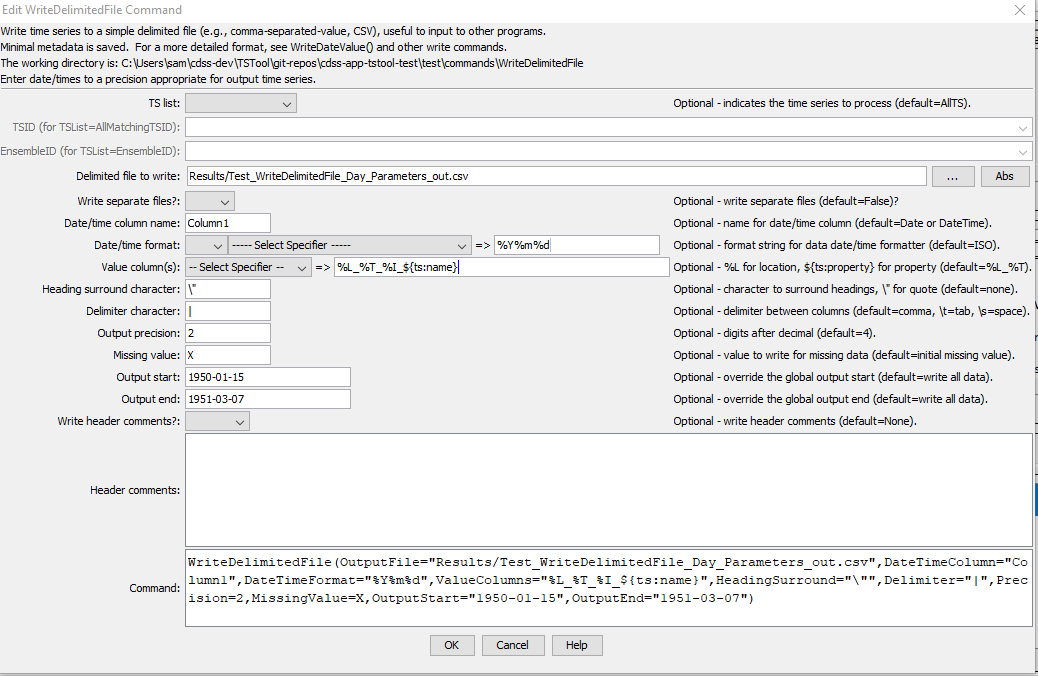 Edit WriteDelimitedFile Command
Write time series to a simple delimited file (e.g., comma-separated-value, CSV), useful to input to other programs.
Minimal metadata is saved.  For a more detailed format, see WriteDateValue() and other write commands.
The working directory is: C:\Users\sam\cdss-dev\TSTool\git-repos\cdss-app-tstool-test\test\commands\WriteDelimitedFile
Enter date/times to a precision appropriate for output time series.
TS list: Optional - indicates the time series to process (default=AllTS).
TSID (for TSList=AllMatchingTSID):
EnsembleID (for TSList=EnsembleID):
Delimited file to write: Results/Test_WriteDelimitedFile_Day_Parameters_out.csv ... Abs
Write separate files?: Optional - write separate files (default=False)?
Date/time column name: Column1 Optional - name for date/time column (default=Date or DateTime).
Date/time format: ----- Select Specifier ----- => %Y%m%d Optional - format string for data date/time formatter (default=ISO).
Value column(s): -- Select Specifier -- => %L_%T_%I_${ts:name} Optional - %L for location, ${ts:property} for property (default=%L_%T).
Heading surround character: \" Optional - character to surround headings, \" for quote (default=none).
Delimiter character: | Optional - delimiter between columns (default=comma, \t=tab, \s=space).
Output precision: 2 Optional - digits after decimal (default=4).
Missing value: X Optional - value to write for missing data (default=initial missing value).
Output start: 1950-01-15 Optional - override the global output start (default=write all data).
Output end: 1951-03-07 Optional - override the global output end (default=write all data).
Write header comments?: Optional - write header comments (default=None).
Header comments:
Command: WriteDelimitedFile(OutputFile="Results/Test_WriteDelimitedFile_Day_Parameters_out.csv",DateTimeColumn="Co
lumn1",DateTimeFormat="%Y%m%d",ValueColumns="%L_%T_%I_${ts:name}",HeadingSurround="\"",Delimiter="|",Prec
ision=2,MissingValue=X,OutputStart="1950-01-15",OutputEnd="1951-03-07")
OK Cancel Help